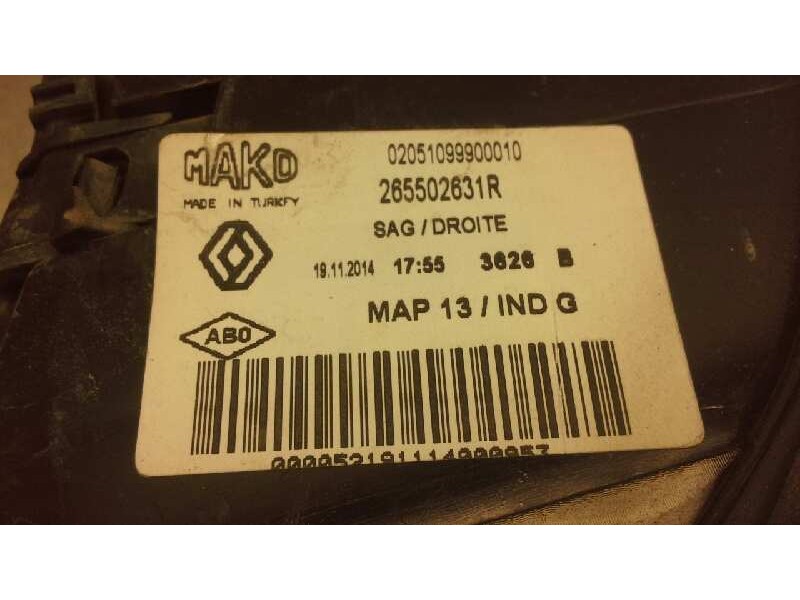 MAKO
MADE IN TURKEY
02051099900010
265502631R
SAG / DROITE
19.11.2014 17:55 3626 B
MAP 13 / IND G
ABO